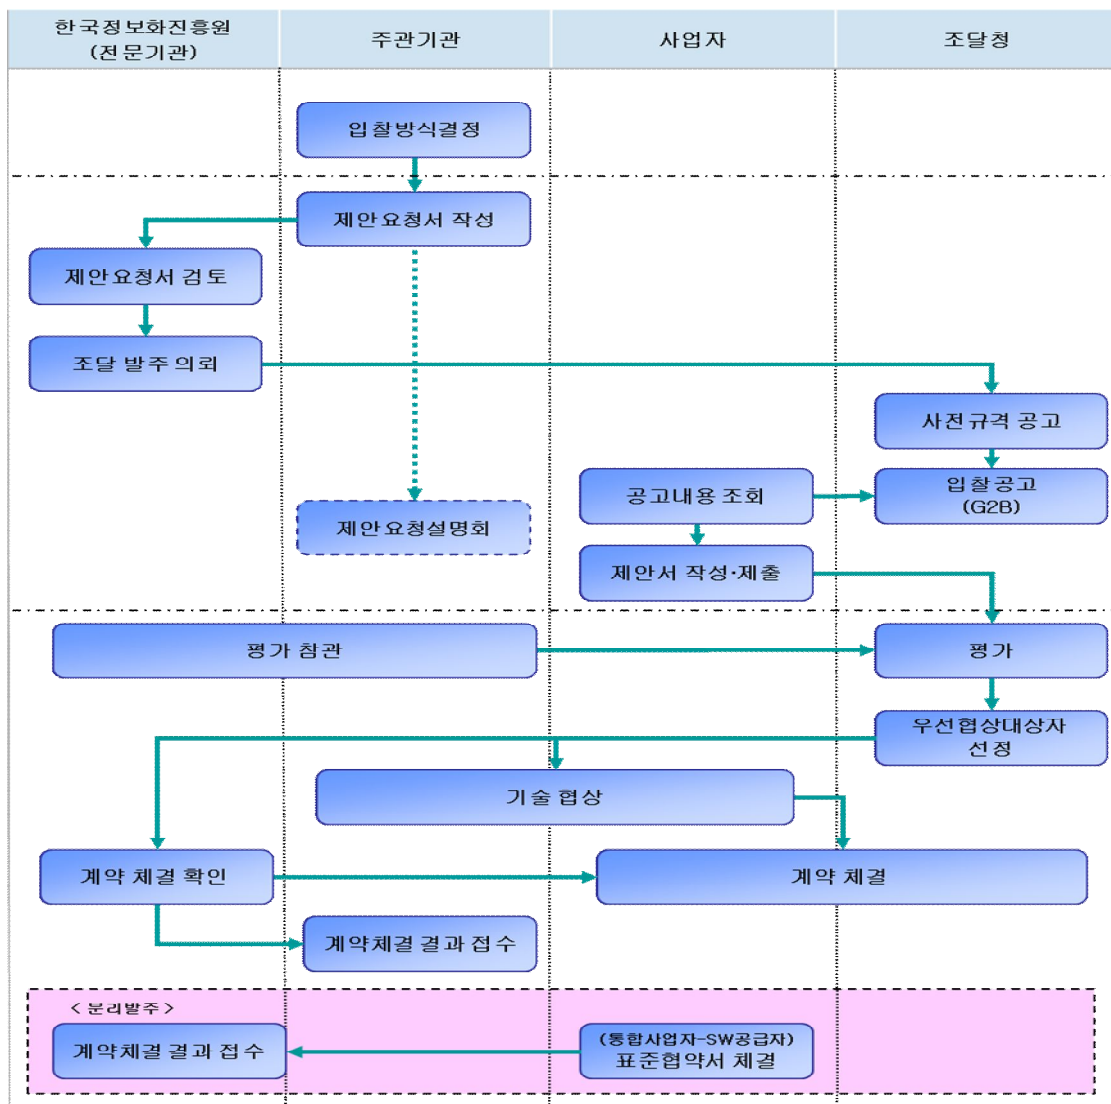 한국정보화진흥원
(전문기관)
주관기관
사업자
조달청
입찰방식결정
제안요청서 작성
제안요청서 검토
조달 발주 의뢰
사전규격 공고
공고내용 조회
입찰공고
(G2B)
제안요청설명회
제안서 작성·제출
평가 참관
평가
우선협상대상자
선정
기술 협상
계약 체결 확인
계약 체결
계약체결 결과 접수
< 분리발주 >
계약체결 결과 접수
(통합사업자-SW공급자)
표준협약서 체결